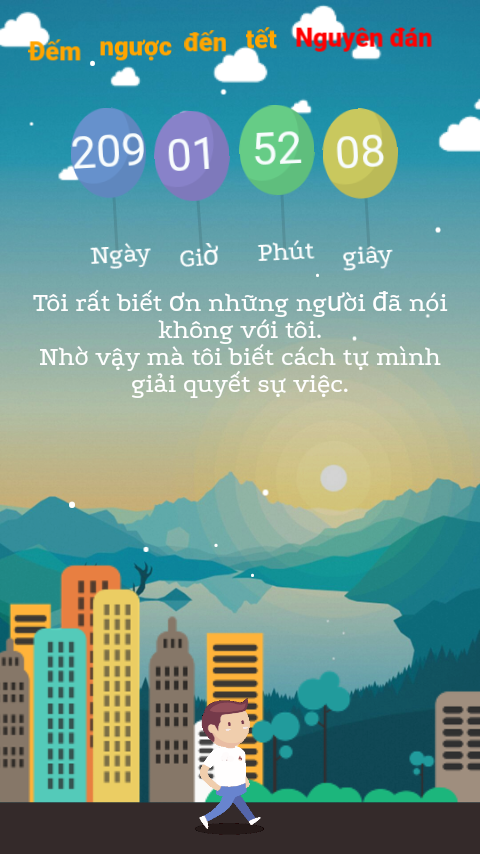 Đếm ngược đến tết Nguyên đán
209 01 52 08
Ngày Giờ Phút giây
Tôi rất biết ơn những người đã nói
không với tôi.
Nhờ vậy mà tôi biết cách tự mình
giải quyết sự việc.